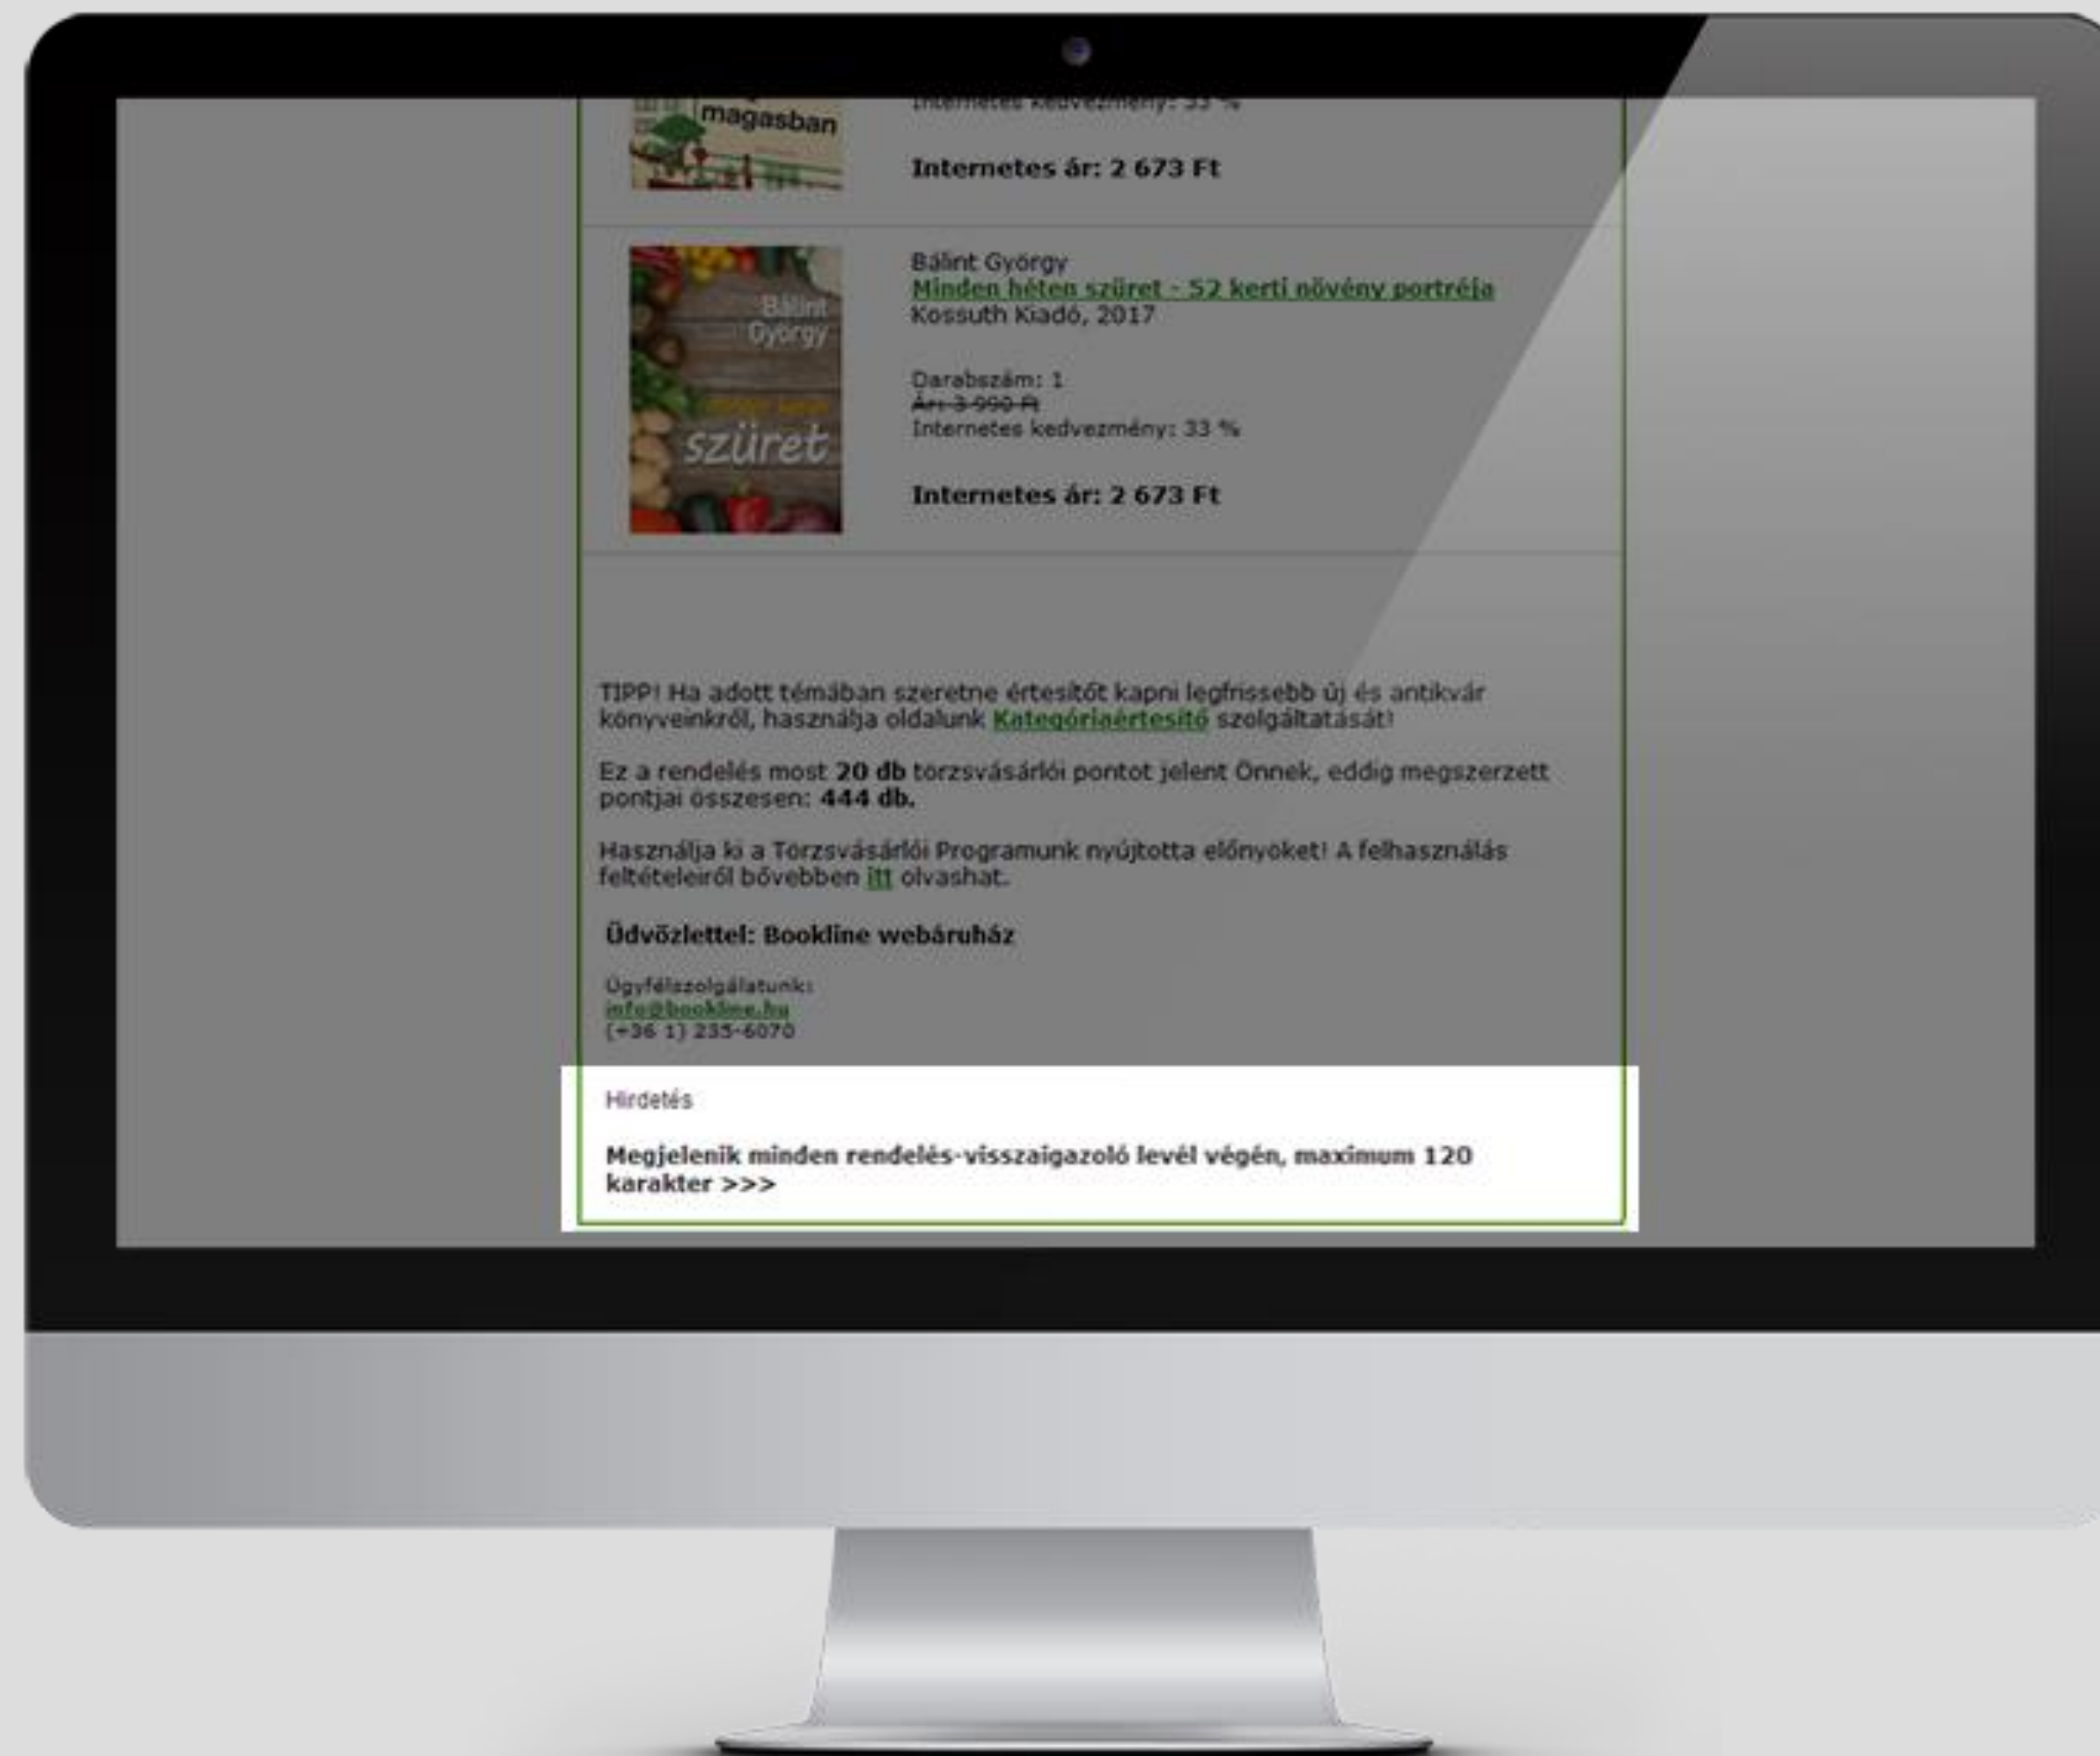 magasban
Internetes kedvezmény: 33 %
Internetes ár: 2 673 Ft
Bálint
György
szüret
Bálint György
Minden héten szüret - 52 kerti növény portréja
Kossuth Kiadó, 2017
Darabszám: 1
Ár: 3 990 Ft
Internetes kedvezmény: 33 %
Internetes ár: 2 673 Ft
TIPP! Ha adott témában szeretne értesítőt kapni legfrissebb új és antikvár
könyveinkről, használja oldalunk Kategóriaértesítő szolgáltatását!
Ez a rendelés most 20 db törzsvásárlói pontot jelent Önnek, eddig megszerzett
pontjai összesen: 444 db.
Használja ki a Törzsvásárlói Programunk nyújtotta előnyöket! A felhasználás
feltételeiről bővebben itt olvashat.
Üdvözlettel: Bookline webáruház
Ügyfélszolgálatunk:
info@bookline.hu
(+36 1) 235-6070
Hirdetés
Megjelenik minden rendelés-visszaigazoló levél végén, maximum 120
karakter >>>